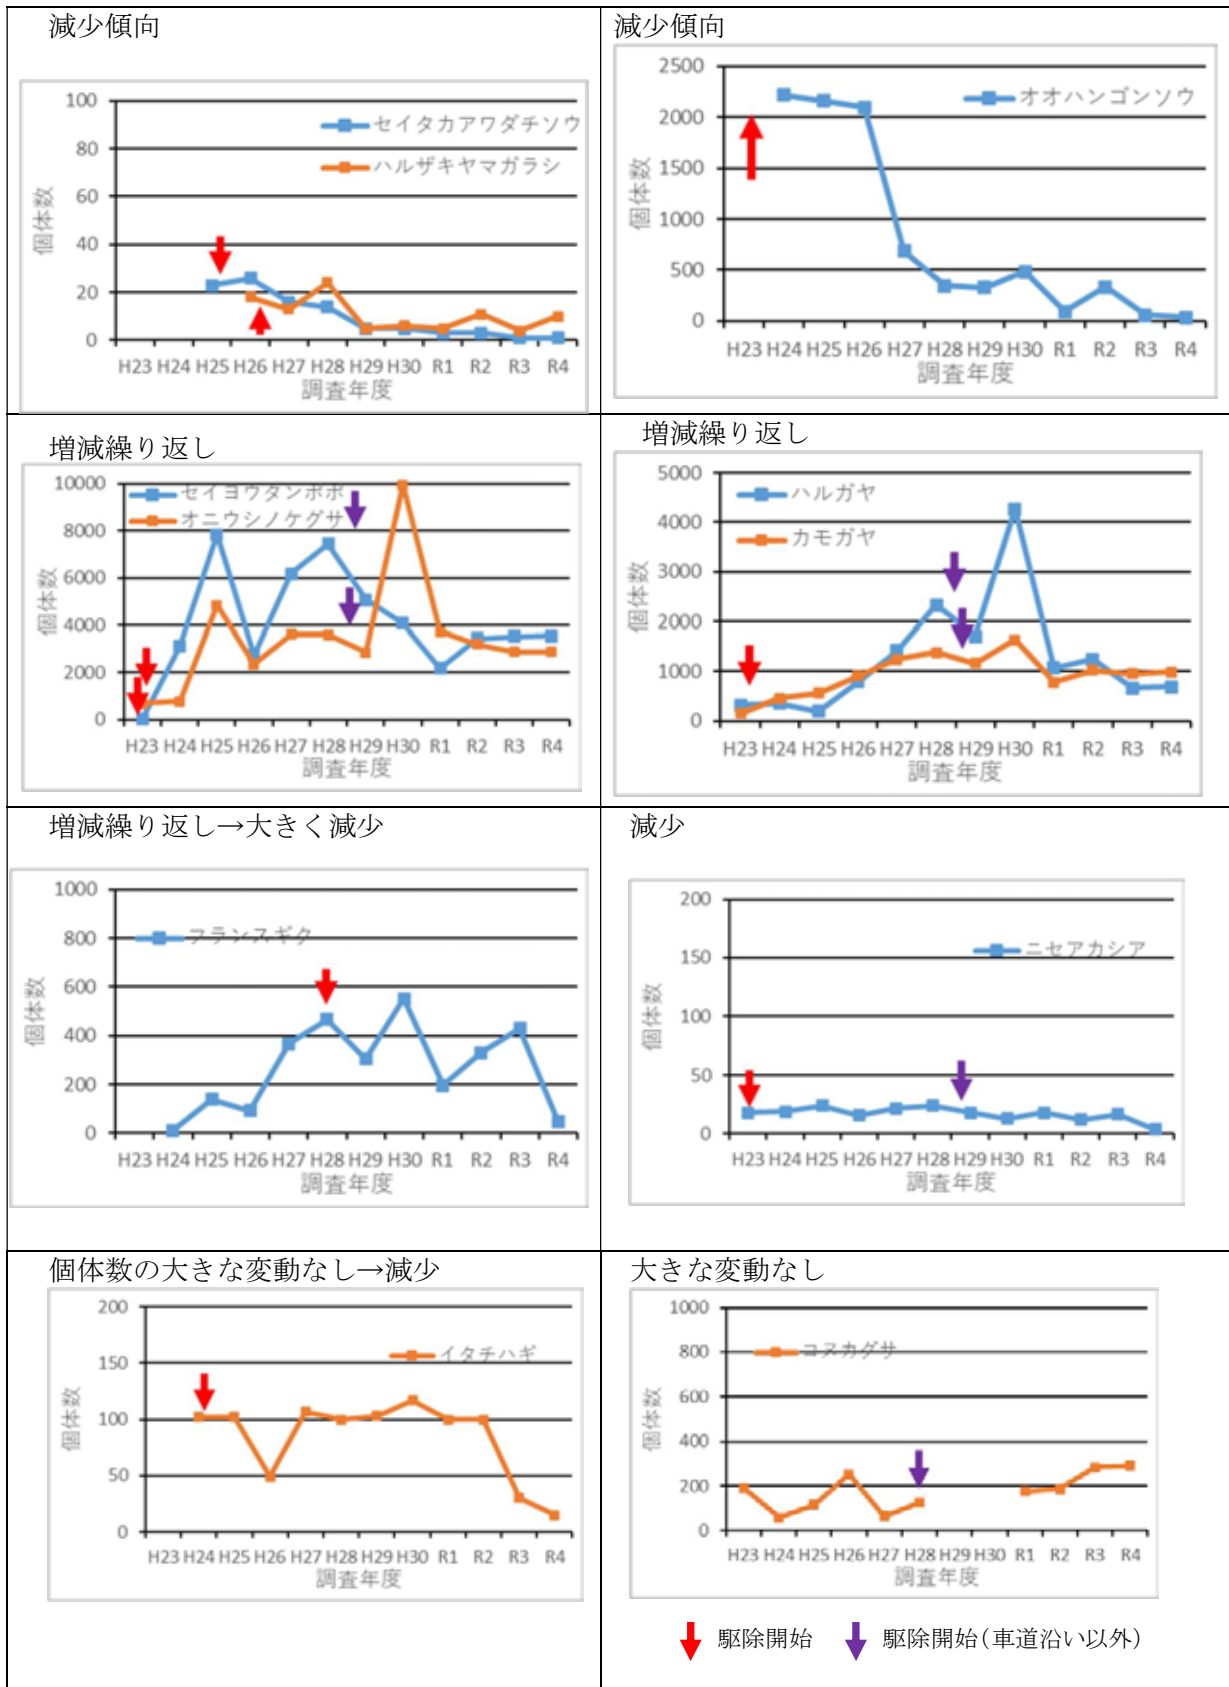 減少傾向
100
80
60
40
20
0
個体数
セイタカアワダチソウ
ハルザキヤマガラシ
H23 H24 H25 H26 H27 H28 H29 H30 R1 R2 R3 R4
調査年度
減少傾向
2500
2000
1500
1000
500
0
個体数
オオハンゴンソウ
H23 H24 H25 H26 H27 H28 H29 H30 R1 R2 R3 R4
調査年度
増減繰り返し
10000
8000
6000
4000
2000
0
個体数
セイヨウタンポポ
オニウシノケグサ
H23 H24 H25 H26 H27 H28 H29 H30 R1 R2 R3 R4
調査年度
増減繰り返し
5000
4000
3000
2000
1000
0
個体数
ハルガヤ
カモガヤ
H23 H24 H25 H26 H27 H28 H29 H30 R1 R2 R3 R4
調査年度
増減繰り返し→大きく減少
1000
800
600
400
200
0
個体数
フランスギク
H23 H24 H25 H26 H27 H28 H29 H30 R1 R2 R3 R4
調査年度
減少
200
150
100
50
0
個体数
ニセアカシア
H23 H24 H25 H26 H27 H28 H29 H30 R1 R2 R3 R4
調査年度
個体数の大きな変動なし→減少
200
150
100
50
0
個体数
イタチハギ
H23 H24 H25 H26 H27 H28 H29 H30 R1 R2 R3 R4
調査年度
大きな変動なし
1000
800
600
400
200
0
個体数
コヌカグサ
H23 H24 H25 H26 H27 H28 H29 H30 R1 R2 R3 R4
調査年度
駆除開始
駆除開始(車道沿い以外)